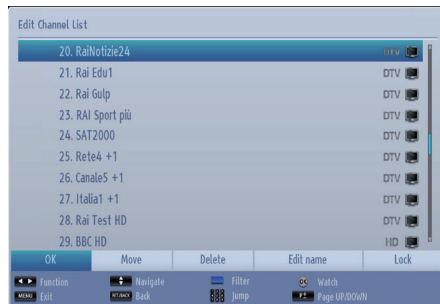 Edit Channel List
20. RaiNotizie24 DTV
21. Rai Edu1 DTV
22. Rai Gulp DTV
23. RAI Sport più DTV
24. SAT2000 DTV
25. Rete4 +1 DTV
26. Canale5 +1 DTV
27. Italia1 +1 DTV
28. Rai Test HD DTV
29. BBC HD HD
OK Move Delete Edit name Lock
Function Navigate Filter OK Watch
MENU Exit RET/BACK Back Jump P Page UP/DOWN